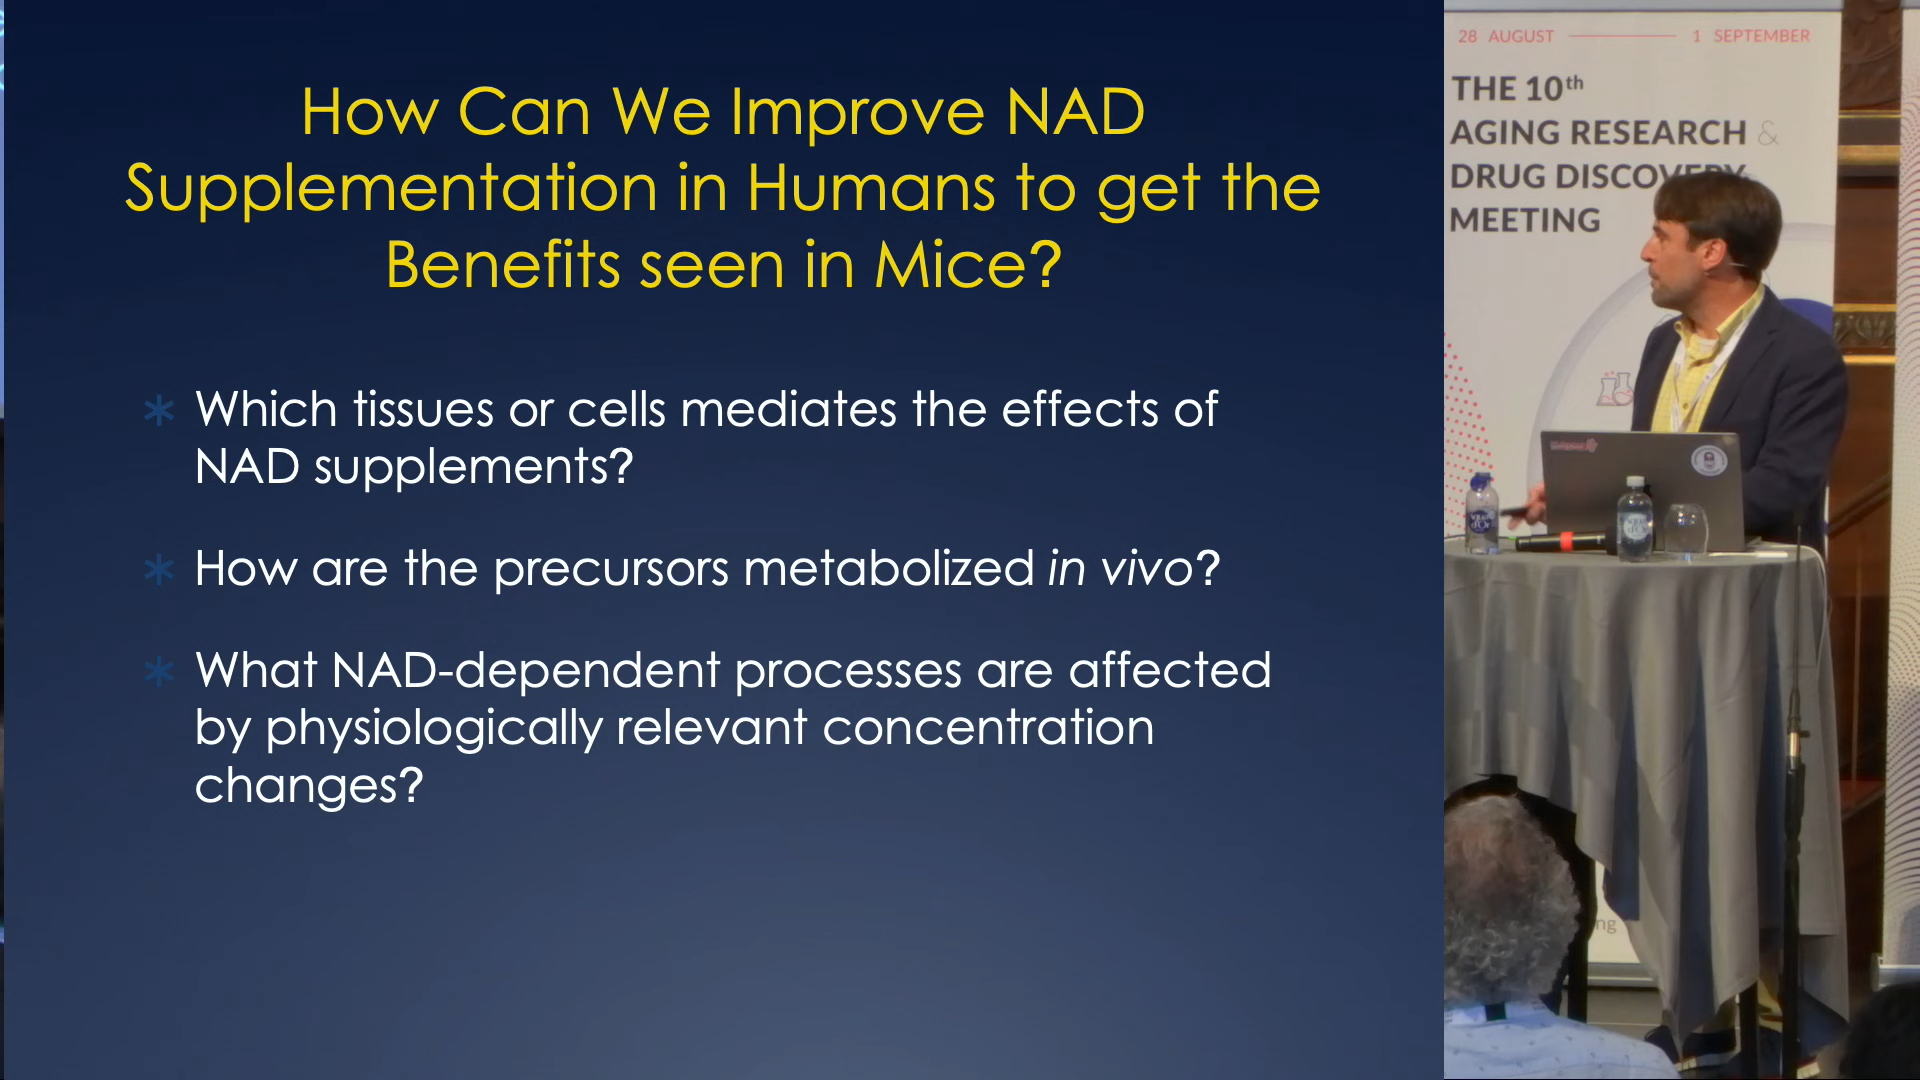 How Can We Improve NAD
Supplementation in Humans to get the
Benefits seen in Mice?
Which tissues or cells mediates the effects of
NAD supplements?
How are the precursors metabolized in vivo?
What NAD-dependent processes are affected
by physiologically relevant concentration
changes?
28 AUGUST 1 SEPTEMBER
THE 10th
AGING RESEARCH &
DRUG DISCOVERY
MEETING